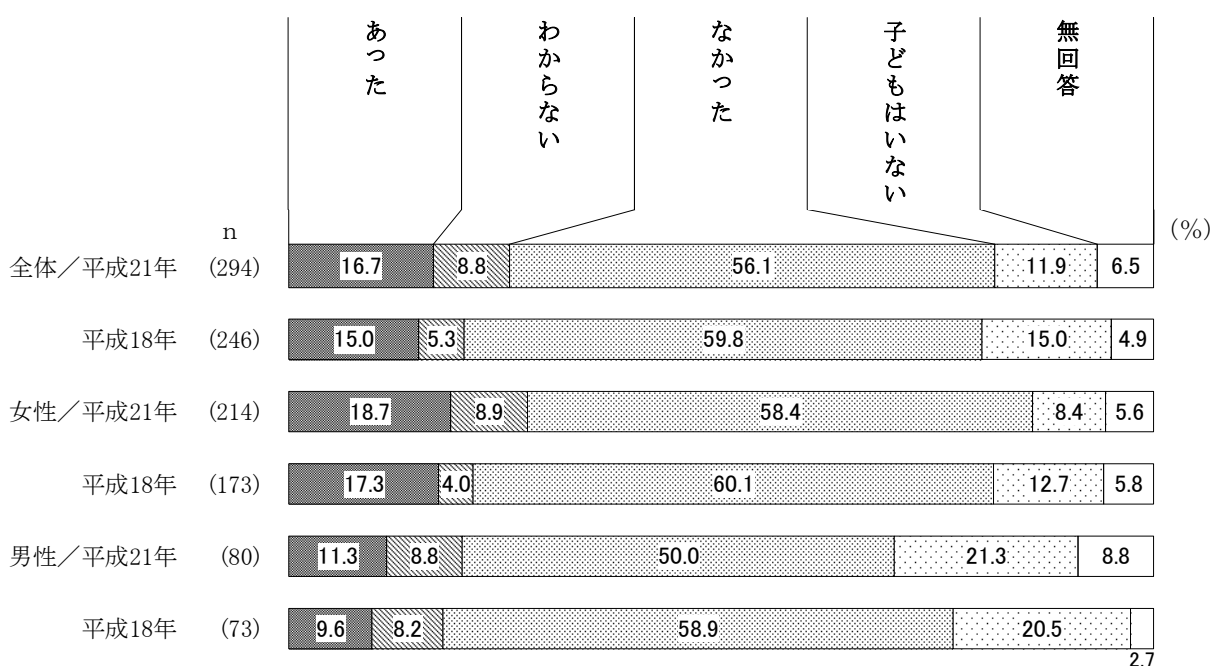 あった
わからない
なかった
子どもはいない
無回答
(%)
n
全体／平成21年 (294) 16.7 8.8 56.1 11.9 6.5
平成18年 (246) 15.0 5.3 59.8 15.0 4.9
女性／平成21年 (214) 18.7 8.9 58.4 8.4 5.6
平成18年 (173) 17.3 4.0 60.1 12.7 5.8
男性／平成21年 (80) 11.3 8.8 50.0 21.3 8.8
平成18年 (73) 9.6 8.2 58.9 20.5 2.7